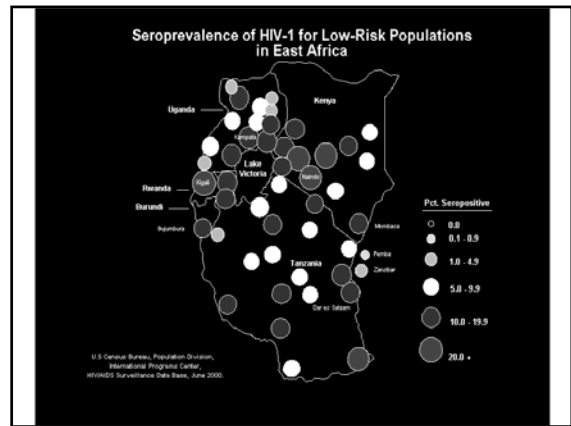 Seroprevalence of HIV-1 for Low-Risk Populations
in East Africa
Uganda
Kenya
Kampala
Lake
Victoria
Nairobi
Kigali
Rwanda
Burundi
Bujumbura
Mombasa
Pemba
Zanzibar
Tanzania
Dar es Salaam
Pct. Seropositive
0.0
0.1 - 0.9
1.0 - 4.9
5.0 - 9.9
10.0 - 19.9
20.0 +
U.S Census Bureau, Population Division,
International Programs Center,
HIV/AIDS Surveillance Data Base, June 2000.